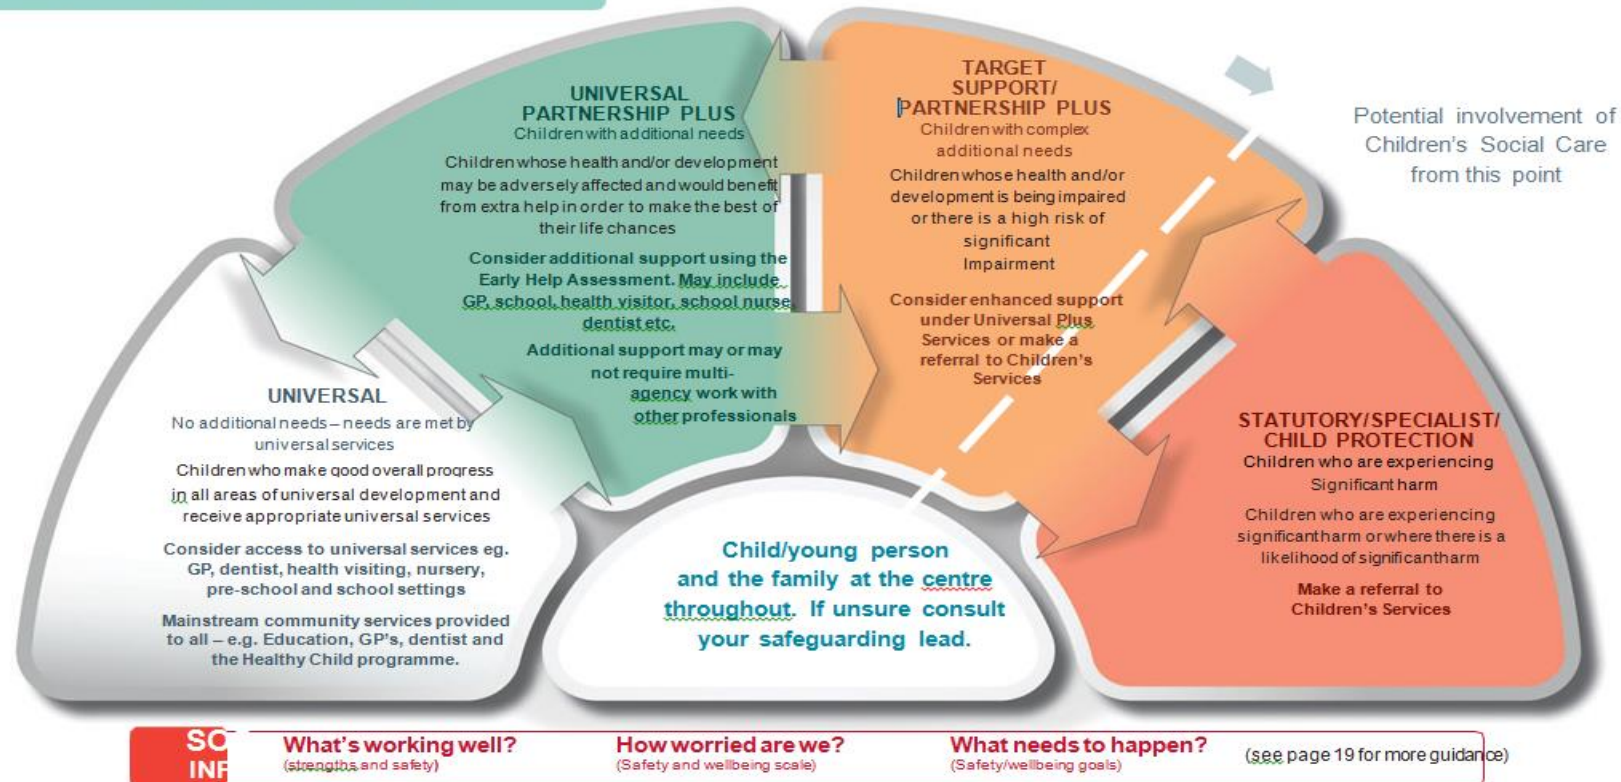 UNIVERSAL
PARTNERSHIP PLUS
Children with additional needs
Children whose health and/or development
may be adversely affected and would benefit
from extra help in order to make the best of
their life chances
Consider additional support using the
Early Help Assessment. May include
GP, school, health visitor, school nurse,
dentist etc.
Additional support may or may
not require multi-
agency work with
other professionals
TARGET
SUPPORT/
PARTNERSHIP PLUS
Children with complex
additional needs
Children whose health and/or
development is being impaired
or there is a high risk of
significant
Impairment
Consider enhanced support
under Universal Plus
Services or make a
referral to Children's
Services
Potential involvement of
Children's Social Care
from this point
UNIVERSAL
No additional needs – needs are met by
universal services
Children who make good overall progress
in all areas of universal development and
receive appropriate universal services
Consider access to universal services eg.
GP, dentist, health visiting, nursery,
pre-school and school settings
Mainstream community services provided
to all – e.g. Education, GP's, dentist and
the Healthy Child programme.
Child/young person
and the family at the centre
throughout. If unsure consult
your safeguarding lead.
STATUTORY/SPECIALIST/
CHILD PROTECTION
Children who are experiencing
Significant harm
Children who are experiencing
significant harm or where there is a
likelihood of significant harm
Make a referral to
Children's Services
What's working well?
(strengths and safety)
How worried are we?
(Safety and wellbeing scale)
What needs to happen?
(Safety/wellbeing goals)
(see page 19 for more guidance)